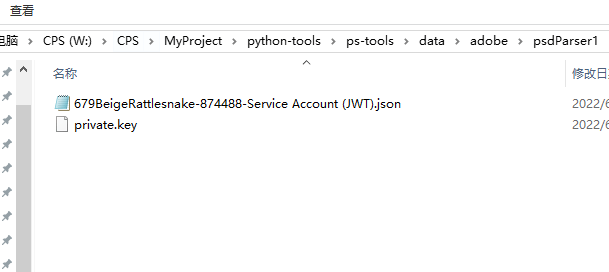 查看
电脑 > CPS (W:) > CPS > MyProject > python-tools > ps-tools > data > adobe > psdParser1
名称 修改日
679BeigeRattlesnake-874488-Service Account (JWT).json 2022/6
private.key 2022/6